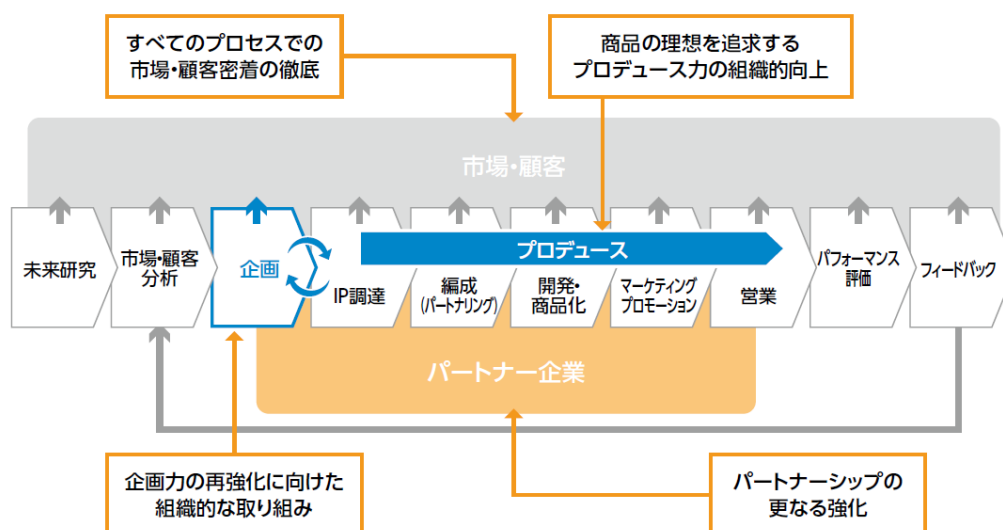 すべてのプロセスでの
市場・顧客密着の徹底
商品の理想を追求する
プロデュース力の組織的向上
市場・顧客
未来研究
市場・顧客
分析
企画
プロデュース
IP調達
編成
(パートナリング)
開発・
商品化
マーケティング
プロモーション
営業
パフォーマンス
評価
フィードバック
パートナー企業
企画力の再強化に向けた
組織的な取り組み
パートナーシップの
更なる強化